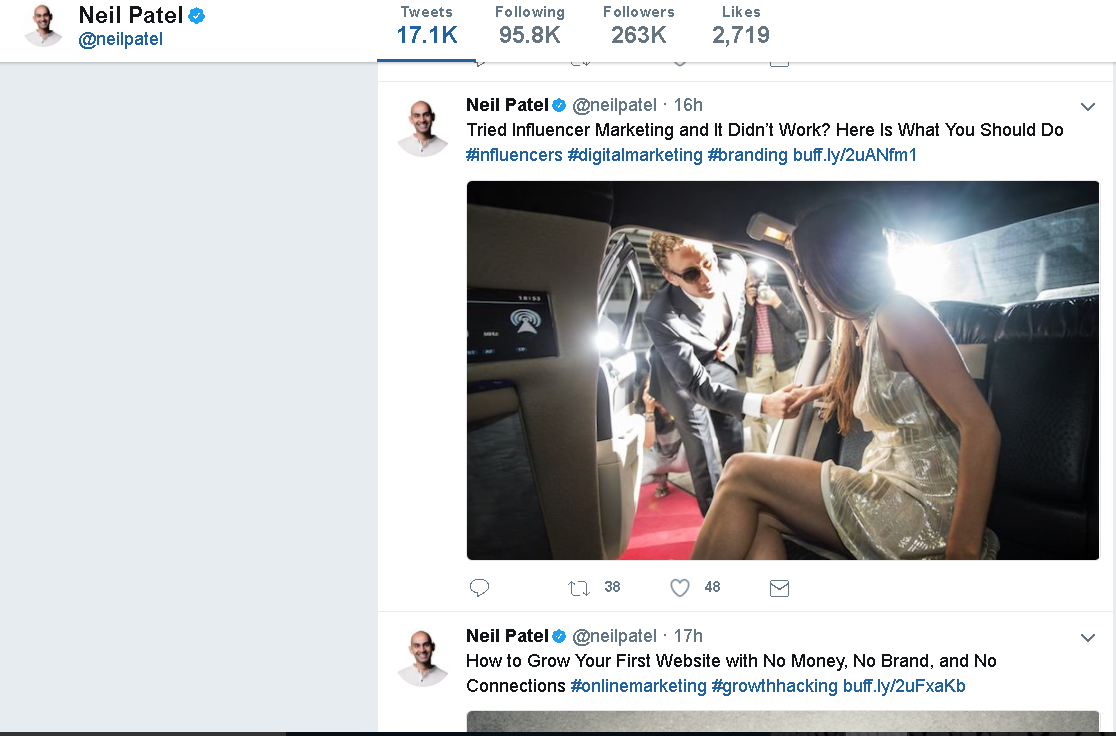 Neil Patel
@neilpatel
Tweets Following Followers Likes
17.1K 95.8K 263K 2,719
Neil Patel @neilpatel · 16h
Tried Influencer Marketing and It Didn’t Work? Here Is What You Should Do
#influencers #digitalmarketing #branding buff.ly/2uANfm1
38 48
Neil Patel @neilpatel · 17h
How to Grow Your First Website with No Money, No Brand, and No
Connections #onlinemarketing #growthhacking buff.ly/2uFxaKb